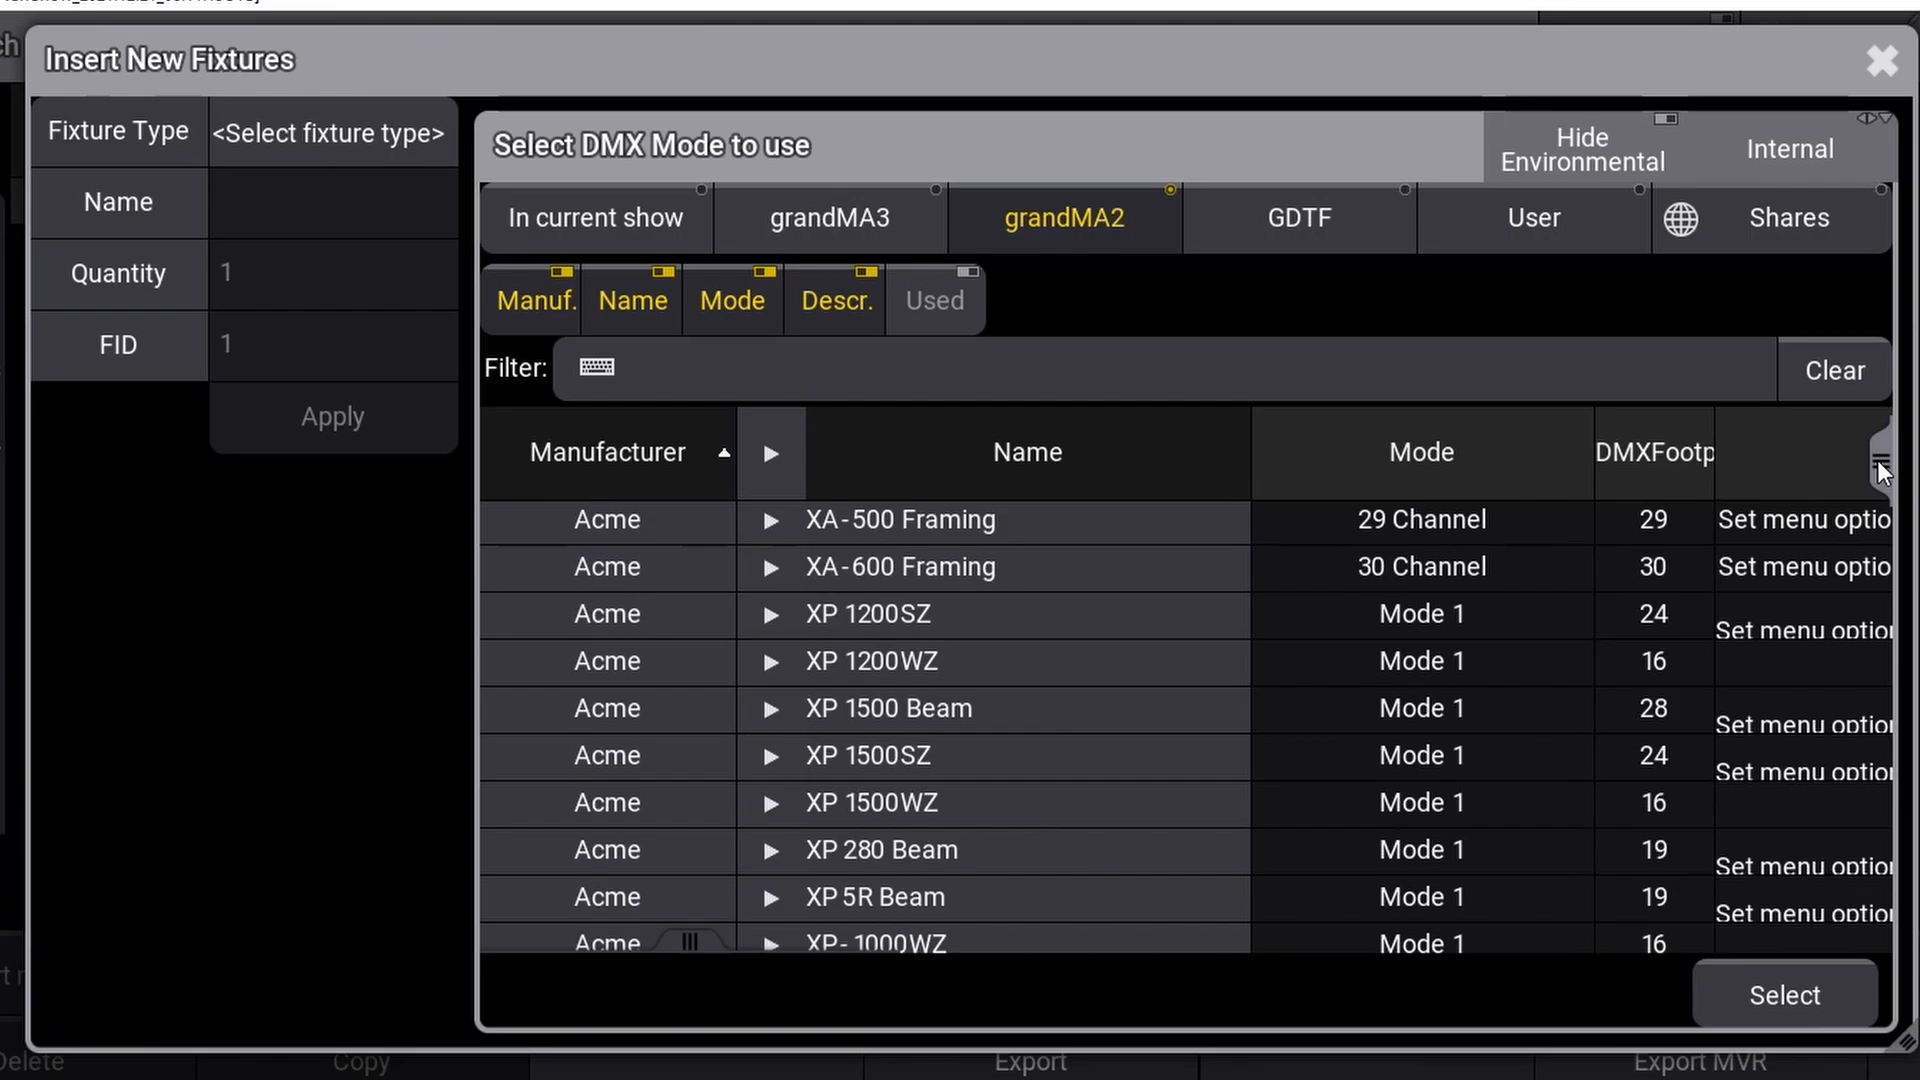 Insert New Fixtures
Fixture Type <Select fixture type>
Name
Quantity 1
FID 1
Apply
Select DMX Mode to use
Hide Environmental
Internal
In current show grandMA3 grandMA2 GDTF User Shares
Manuf. Name Mode Descr. Used
Filter: Clear
Manufacturer Name Mode DMXFootp
Acme XA-500 Framing 29 Channel 29 Set menu optio
Acme XA-600 Framing 30 Channel 30 Set menu optio
Acme XP 1200SZ Mode 1 24 Set menu option
Acme XP 1200WZ Mode 1 16
Acme XP 1500 Beam Mode 1 28 Set menu option
Acme XP 1500SZ Mode 1 24 Set menu option
Acme XP 1500WZ Mode 1 16
Acme XP 280 Beam Mode 1 19 Set menu option
Acme XP 5R Beam Mode 1 19 Set menu option
Acme XP- 1000WZ Mode 1 16
Select
Delete Copy Export Export MVR